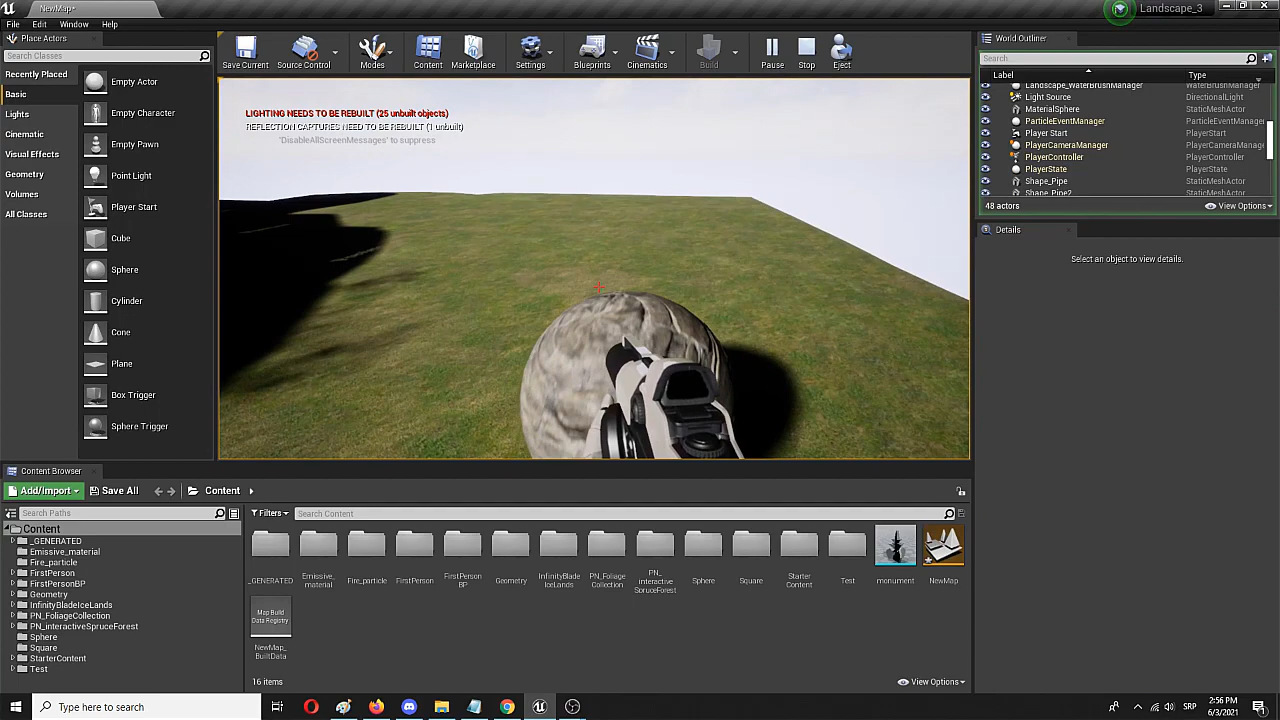 NewMap*
Landscape_3
File Edit Window Help
Place Actors
Search Classes
Recently Placed
Basic
Lights
Cinematic
Visual Effects
Geometry
Volumes
All Classes
Empty Actor
Empty Character
Empty Pawn
Point Light
Player Start
Cube
Sphere
Cylinder
Cone
Plane
Box Trigger
Sphere Trigger
Save Current
Source Control
Modes
Content
Marketplace
Settings
Blueprints
Cinematics
Build
Pause
Stop
Eject
LIGHTING NEEDS TO BE REBUILT (25 unbuilt objects)
REFLECTION CAPTURES NEED TO BE REBUILT (1 unbuilt)
'DisableAllScreenMessages' to suppress
World Outliner
Search
Label Type
Landscape_WaterBrushManager WaterBrushManager
Light Source DirectionalLight
MaterialSphere StaticMeshActor
ParticleEventManager ParticleEventManager
Player Start PlayerStart
PlayerCameraManager PlayerCameraManage
PlayerController PlayerController
PlayerState PlayerState
Shape_Pipe StaticMeshActor
Shape_Pipe2 StaticMeshActor
48 actors View Options
Details
Select an object to view details.
Content Browser
Add/Import Save All Content
Search Paths
Content
_GENERATED
Emissive_material
Fire_particle
FirstPerson
FirstPersonBP
Geometry
InfinityBladeIceLands
PN_FoliageCollection
PN_interactiveSpruceForest
Sphere
Square
StarterContent
Test
Filters Search Content
_GENERATED
Emissive_
material
Fire_particle
FirstPerson
FirstPerson
BP
Geometry
InfinityBlade
IceLands
PN_Foliage
Collection
PN_
interactive
SpruceForest
Sphere
Square
Starter
Content
Test
monument
NewMap
Map Build
Data Registry
NewMap_
BuiltData
16 items View Options
Type here to search
SRP
2:56 PM
6/3/2021